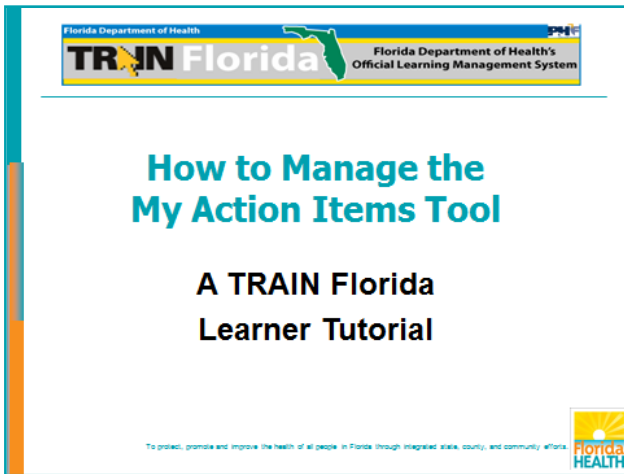 Florida Department of Health
PHF
TRAIN Florida
Florida Department of Health's
Official Learning Management System
How to Manage the
My Action Items Tool
A TRAIN Florida
Learner Tutorial
To protect, promote and improve the health of all people in Florida through integrated state, county, and community efforts.
Florida
HEALTH